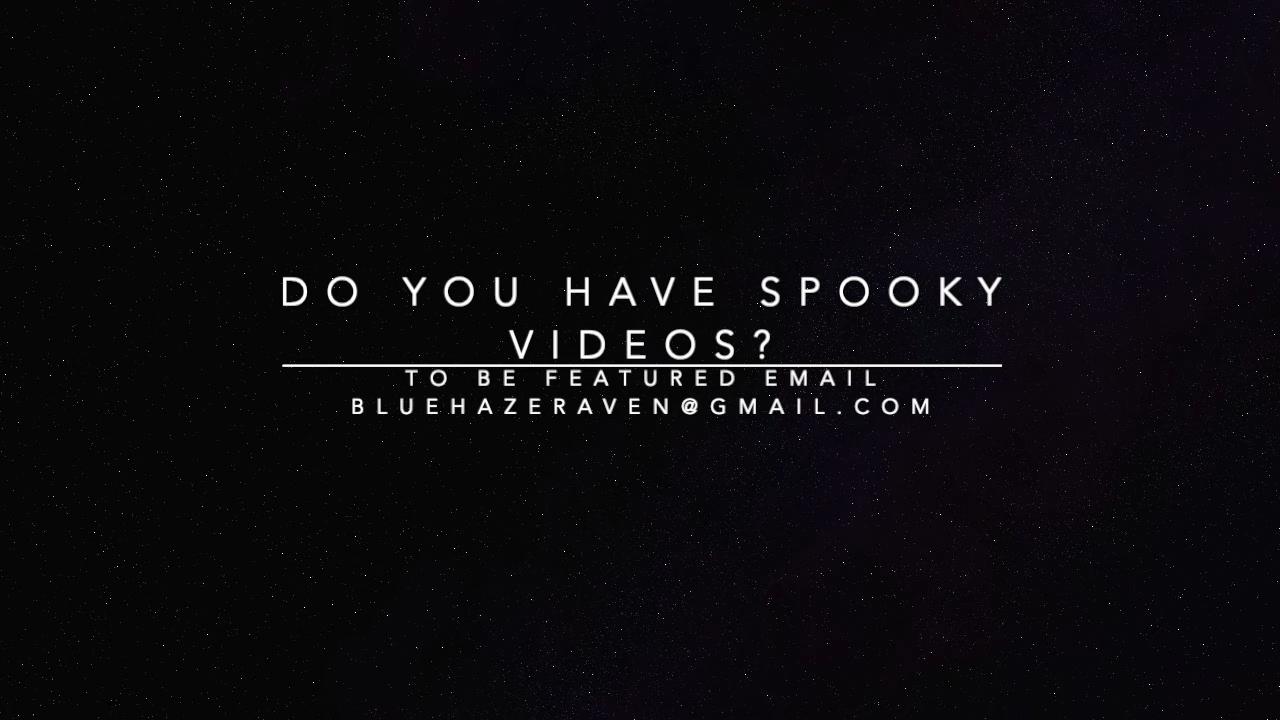 DO YOU HAVE SPOOKY
VIDEOS?
TO BE FEATURED EMAIL
BLUEHAZERAVEN@GMAIL.COM